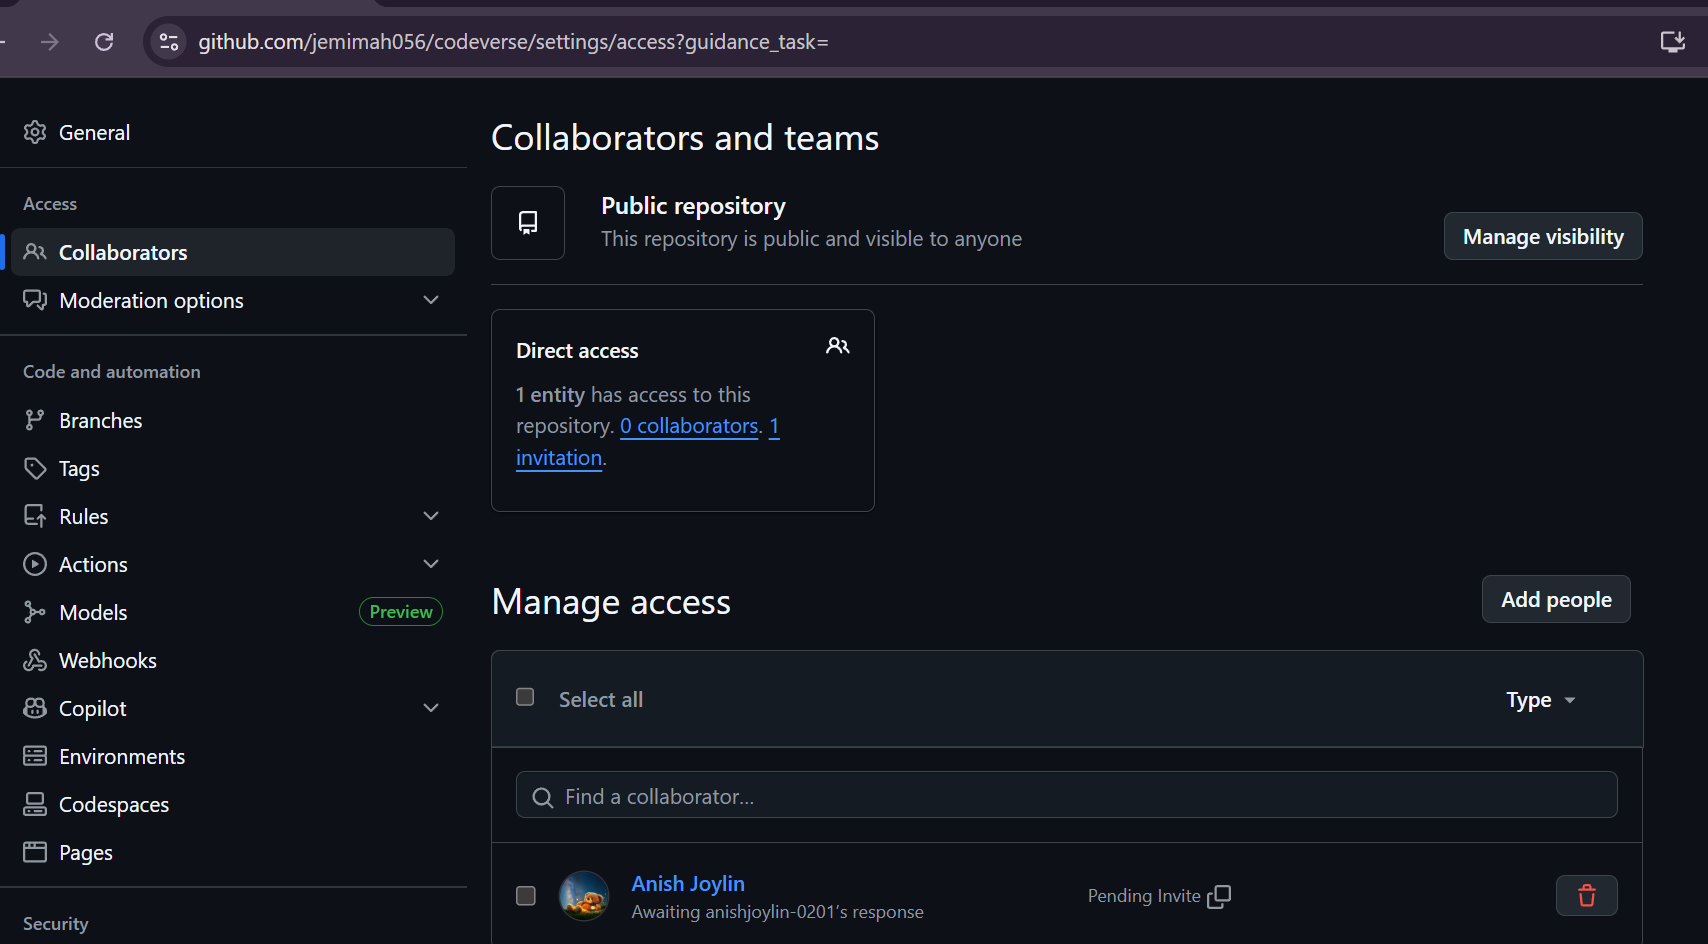 github.com/jemimah056/codeverse/settings/access?guidance_task=
General
Access
Collaborators
Moderation options
Code and automation
Branches
Tags
Rules
Actions
Models
Preview
Webhooks
Copilot
Environments
Codespaces
Pages
Security
Collaborators and teams
Public repository
This repository is public and visible to anyone
Manage visibility
Direct access
1 entity has access to this
repository. 0 collaborators. 1
invitation.
Manage access
Add people
Select all
Type
Find a collaborator...
Anish Joylin
Awaiting anishjoylin-0201’s response
Pending Invite